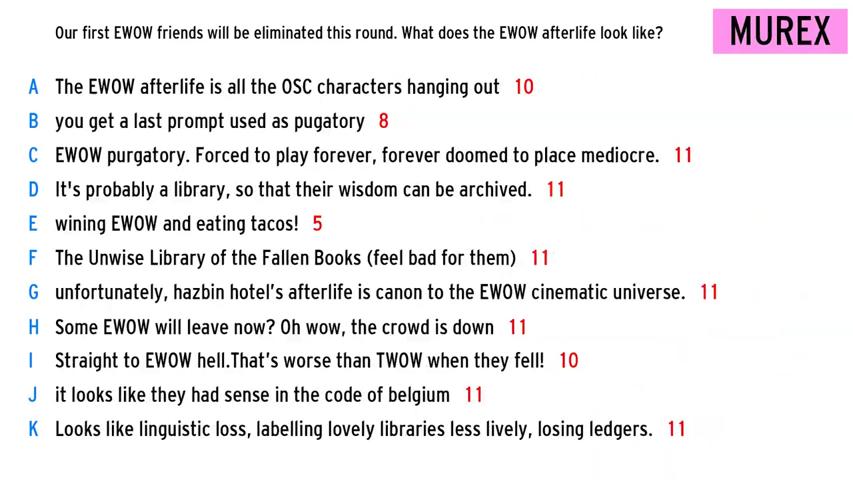 Our first EWOW friends will be eliminated this round. What does the EWOW afterlife look like?
MUREX
A The EWOW afterlife is all the OSC characters hanging out 10
B you get a last prompt used as pugatory 8
C EWOW purgatory. Forced to play forever, forever doomed to place mediocre. 11
D It's probably a library, so that their wisdom can be archived. 11
E wining EWOW and eating tacos! 5
F The Unwise Library of the Fallen Books (feel bad for them) 11
G unfortunately, hazbin hotel's afterlife is canon to the EWOW cinematic universe. 11
H Some EWOW will leave now? Oh wow, the crowd is down 11
I Straight to EWOW hell.That's worse than TWOW when they fell! 10
J it looks like they had sense in the code of belgium 11
K Looks like linguistic loss, labelling lovely libraries less lively, losing ledgers. 11